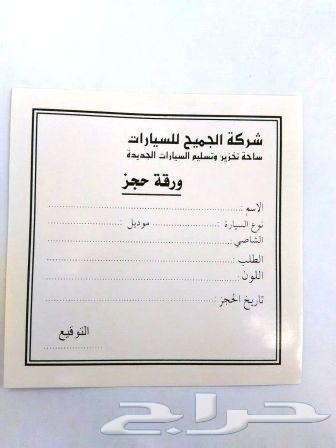 شركة الجميح للسيارات
ساحة تخزين وتسليم السيارات الجديدة
ورقة حجز
الاسم :
نوع السيارة : موديل :
الشاصي :
الطلب :
اللون :
تاريخ الحجز :
التوقيع
حراج